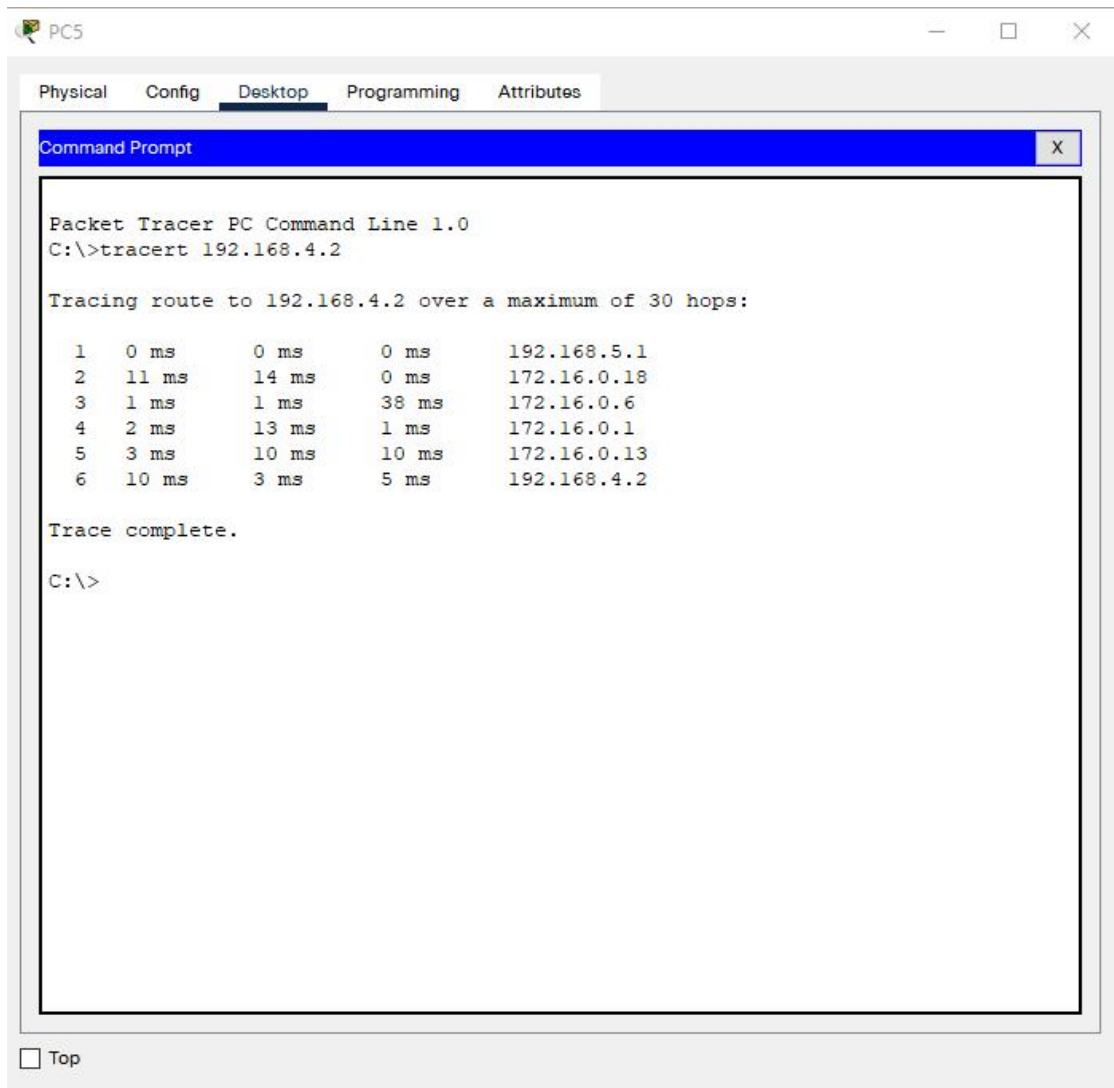 PC5
Physical Config Desktop Programming Attributes
Command Prompt X
Packet Tracer PC Command Line 1.0
C:\>tracert 192.168.4.2
Tracing route to 192.168.4.2 over a maximum of 30 hops:
1 0 ms 0 ms 0 ms 192.168.5.1
2 11 ms 14 ms 0 ms 172.16.0.18
3 1 ms 1 ms 38 ms 172.16.0.6
4 2 ms 13 ms 1 ms 172.16.0.1
5 3 ms 10 ms 10 ms 172.16.0.13
6 10 ms 3 ms 5 ms 192.168.4.2
Trace complete.
C:\>
Top